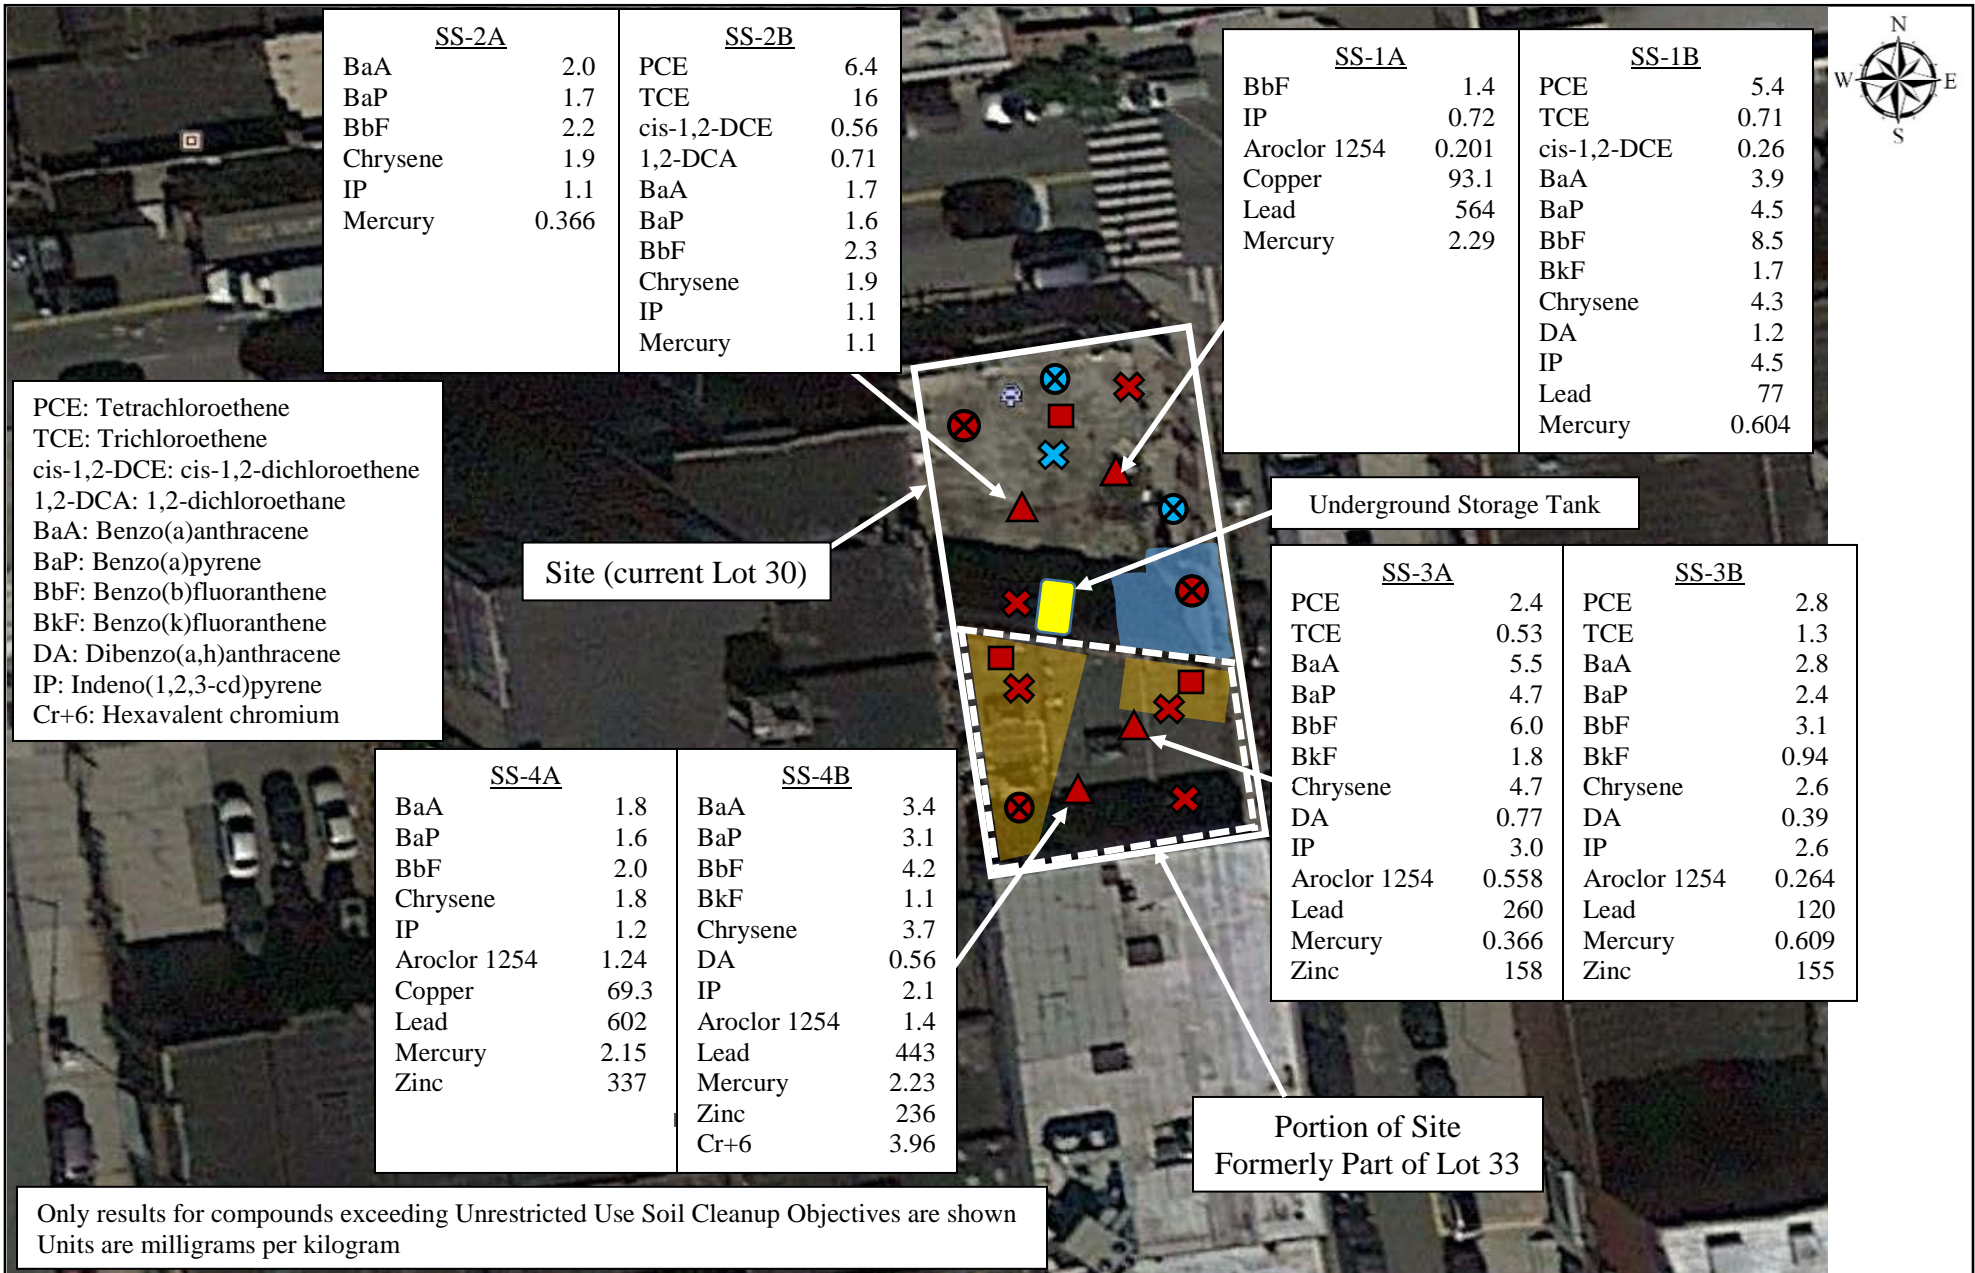 SS-2A
BaA 2.0
BaP 1.7
BbF 2.2
Chrysene 1.9
IP 1.1
Mercury 0.366
SS-2B
PCE 6.4
TCE 16
cis-1,2-DCE 0.56
1,2-DCA 0.71
BaA 1.7
BaP 1.6
BbF 2.3
Chrysene 1.9
IP 1.1
Mercury 1.1
SS-1A
BbF 1.4
IP 0.72
Aroclor 1254 0.201
Copper 93.1
Lead 564
Mercury 2.29
SS-1B
PCE 5.4
TCE 0.71
cis-1,2-DCE 0.26
BaA 3.9
BaP 4.5
BbF 8.5
BkF 1.7
Chrysene 4.3
DA 1.2
IP 4.5
Lead 77
Mercury 0.604
N
W E
S
PCE: Tetrachloroethene
TCE: Trichloroethene
cis-1,2-DCE: cis-1,2-dichloroethene
1,2-DCA: 1,2-dichloroethane
BaA: Benzo(a)anthracene
BaP: Benzo(a)pyrene
BbF: Benzo(b)fluoranthene
BkF: Benzo(k)fluoranthene
DA: Dibenzo(a,h)anthracene
IP: Indeno(1,2,3-cd)pyrene
Cr+6: Hexavalent chromium
Site (current Lot 30)
Underground Storage Tank
SS-3A
PCE 2.4
TCE 0.53
BaA 5.5
BaP 4.7
BbF 6.0
BkF 1.8
Chrysene 4.7
DA 0.77
IP 3.0
Aroclor 1254 0.558
Lead 260
Mercury 0.366
Zinc 158
SS-3B
PCE 2.8
TCE 1.3
BaA 2.8
BaP 2.4
BbF 3.1
BkF 0.94
Chrysene 2.6
DA 0.39
IP 2.6
Aroclor 1254 0.264
Lead 120
Mercury 0.609
Zinc 155
SS-4A
BaA 1.8
BaP 1.6
BbF 2.0
Chrysene 1.8
IP 1.2
Aroclor 1254 1.24
Copper 69.3
Lead 602
Mercury 2.15
Zinc 337
SS-4B
BaA 3.4
BaP 3.1
BbF 4.2
BkF 1.1
Chrysene 3.7
DA 0.56
IP 2.1
Aroclor 1254 1.4
Lead 443
Mercury 2.23
Zinc 236
Cr+6 3.96
Portion of Site
Formerly Part of Lot 33
Only results for compounds exceeding Unrestricted Use Soil Cleanup Objectives are shown
Units are milligrams per kilogram